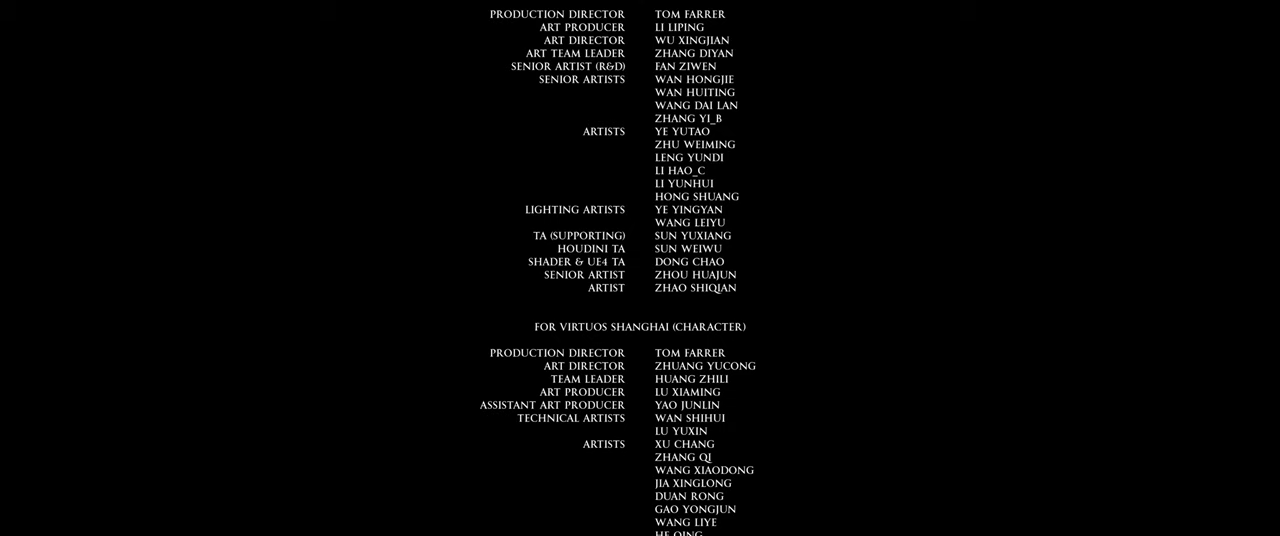 PRODUCTION DIRECTOR TOM FARRER
ART PRODUCER LI LIPING
ART DIRECTOR WU XINGJIAN
ART TEAM LEADER ZHANG DIYAN
SENIOR ARTIST (R&D) FAN ZIWEN
SENIOR ARTISTS WAN HONGJIE
WAN HUITING
WANG DAI LAN
ZHANG YI_B
ARTISTS YE YUTAO
ZHU WEIMING
LENG YUNDI
LI HAO_C
LI YUNHUI
HONG SHUANG
LIGHTING ARTISTS YE YINGYAN
WANG LEIYU
TA (SUPPORTING) SUN YUXIANG
HOUDINI TA SUN WEIWU
SHADER & UE4 TA DONG CHAO
SENIOR ARTIST ZHOU HUAJUN
ARTIST ZHAO SHIQIAN
FOR VIRTUOS SHANGHAI (CHARACTER)
PRODUCTION DIRECTOR TOM FARRER
ART DIRECTOR ZHUANG YUCONG
TEAM LEADER HUANG ZHILI
ART PRODUCER LU XIAMING
ASSISTANT ART PRODUCER YAO JUNLIN
TECHNICAL ARTISTS WAN SHIHUI
LU YUXIN
ARTISTS XU CHANG
ZHANG QI
WANG XIAODONG
JIA XINGLONG
DUAN RONG
GAO YONGJUN
WANG LIYE
HE QING